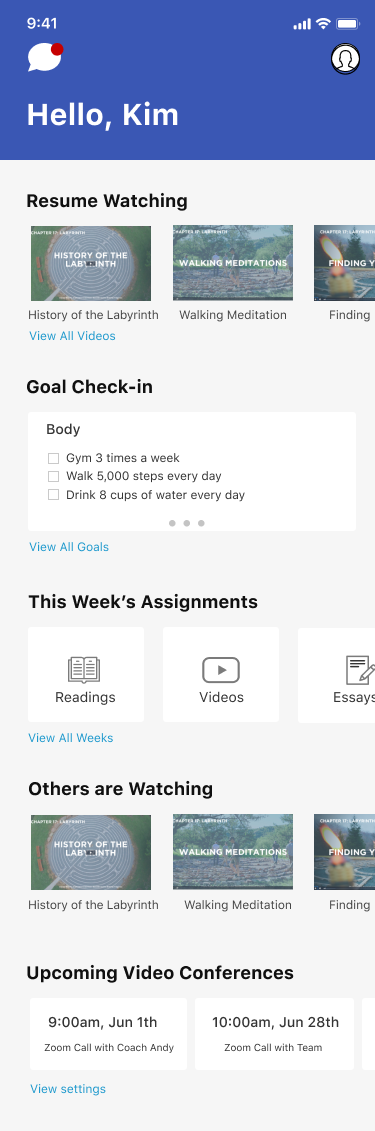 9:41
Hello, Kim
Resume Watching
CHAPTER 17: LABYRINTH
HISTORY OF THE
LABYRINTH
CHAPTER 17: LABYRINTH
WALKING MEDITATIONS
CHAPTER 17: LABYRINTH
FINDING Y
History of the Labyrinth
Walking Meditation
Finding
View All Videos
Goal Check-in
Body
Gym 3 times a week
Walk 5,000 steps every day
Drink 8 cups of water every day
View All Goals
This Week’s Assignments
Readings
Videos
Essays
View All Weeks
Others are Watching
CHAPTER 17: LABYRINTH
HISTORY OF THE
LABYRINTH
CHAPTER 17: LABYRINTH
WALKING MEDITATIONS
CHAPTER 17: LABYRINTH
FINDING Y
History of the Labyrinth
Walking Meditation
Finding
Upcoming Video Conferences
9:00am, Jun 1th
Zoom Call with Coach Andy
10:00am, Jun 28th
Zoom Call with Team
View settings